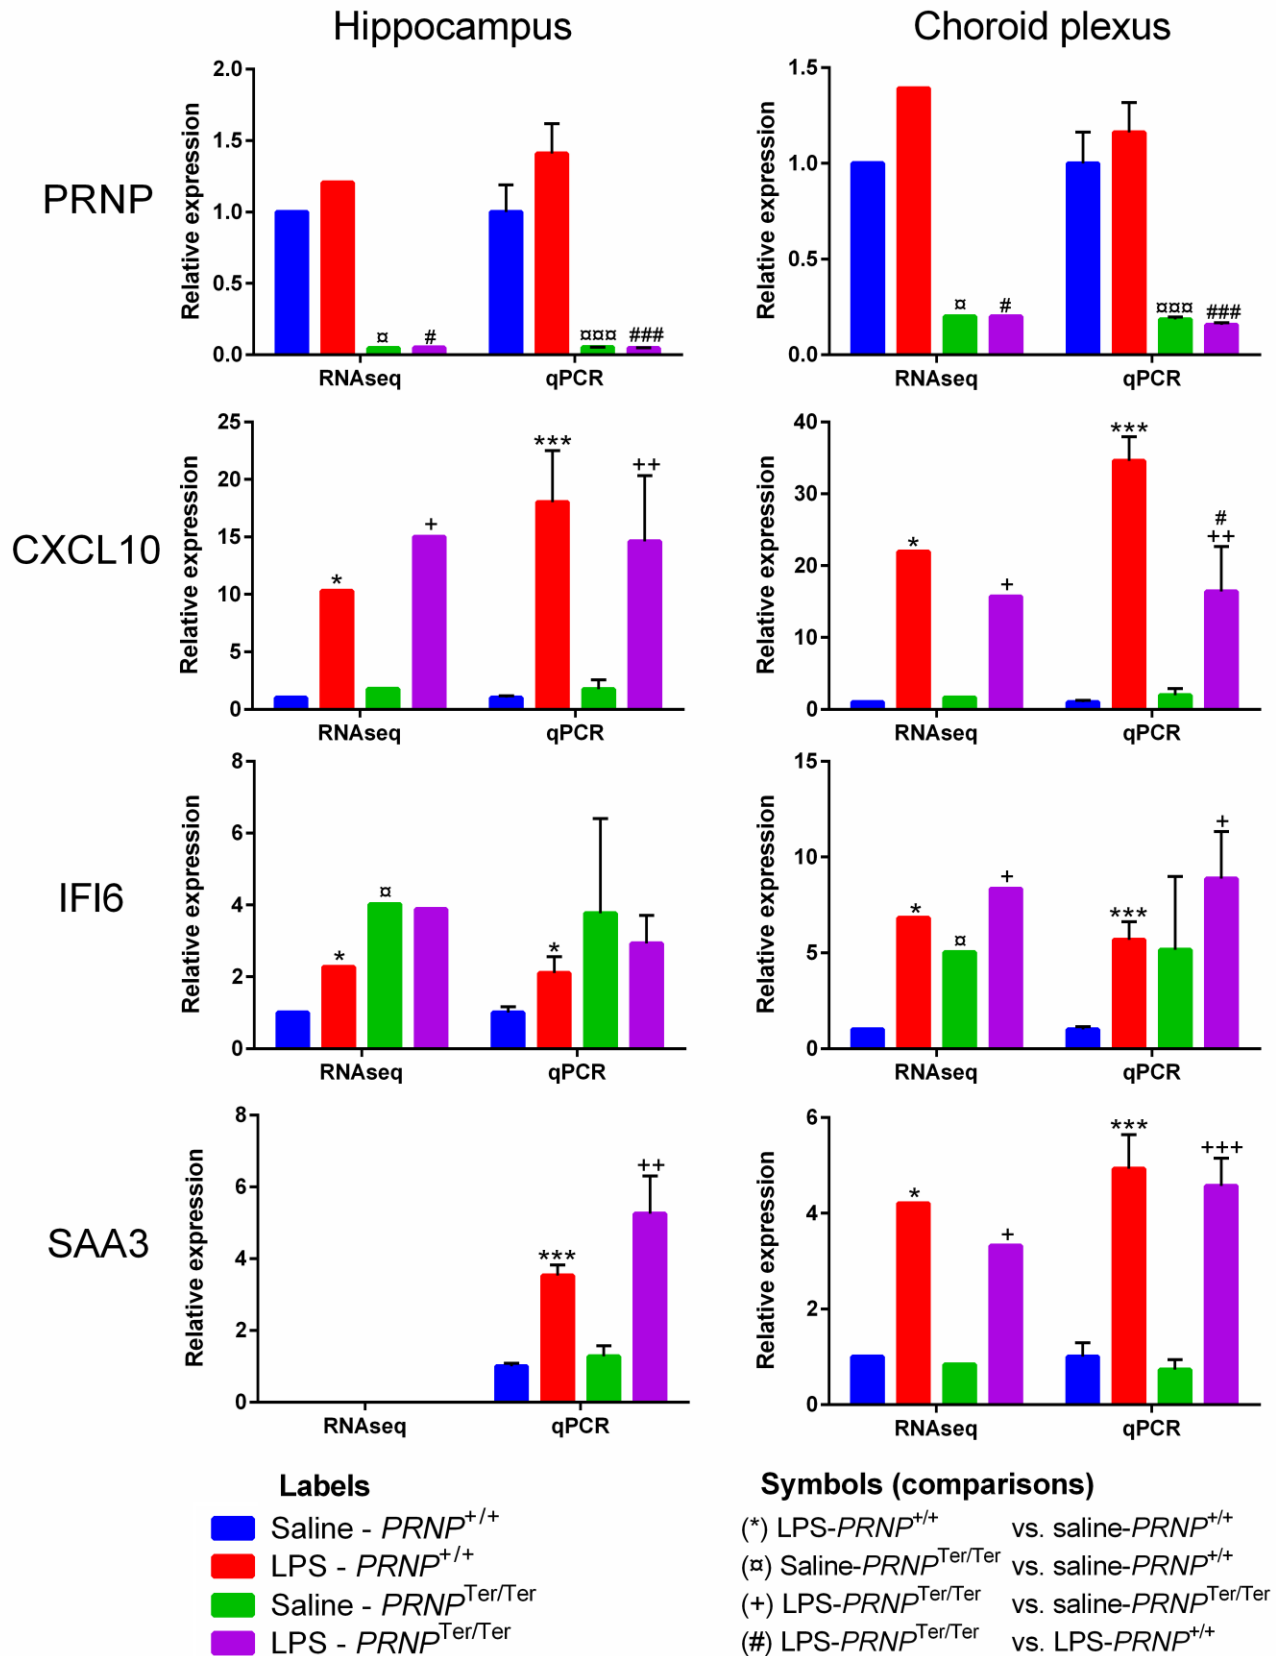 Hippocampus
Choroid plexus
PRNP
Relative expression
2.0
1.5
1.0
0.5
0.0
¤
#
¤¤¤
###
RNAseq
qPCR
Relative expression
1.5
1.0
0.5
0.0
¤
#
¤¤¤
###
RNAseq
qPCR
CXCL10
Relative expression
25
20
15
10
5
0
*
+
***
++
RNAseq
qPCR
Relative expression
40
30
20
10
0
*
+
***
#
++
RNAseq
qPCR
IFI6
Relative expression
8
6
4
2
0
*
¤
*
RNAseq
qPCR
Relative expression
15
10
5
0
*
¤
+
***
+
RNAseq
qPCR
SAA3
Relative expression
8
6
4
2
0
***
++
RNAseq
qPCR
Relative expression
6
4
2
0
*
+
***
+++
RNAseq
qPCR
Labels
Saline - PRNP+/+
LPS - PRNP+/+
Saline - PRNPTer/Ter
LPS - PRNPTer/Ter
Symbols (comparisons)
(*) LPS-PRNP+/+ vs. saline-PRNP+/+
(¤) Saline-PRNPTer/Ter vs. saline-PRNP+/+
(+) LPS-PRNPTer/Ter vs. saline-PRNPTer/Ter
(#) LPS-PRNPTer/Ter vs. LPS-PRNP+/+